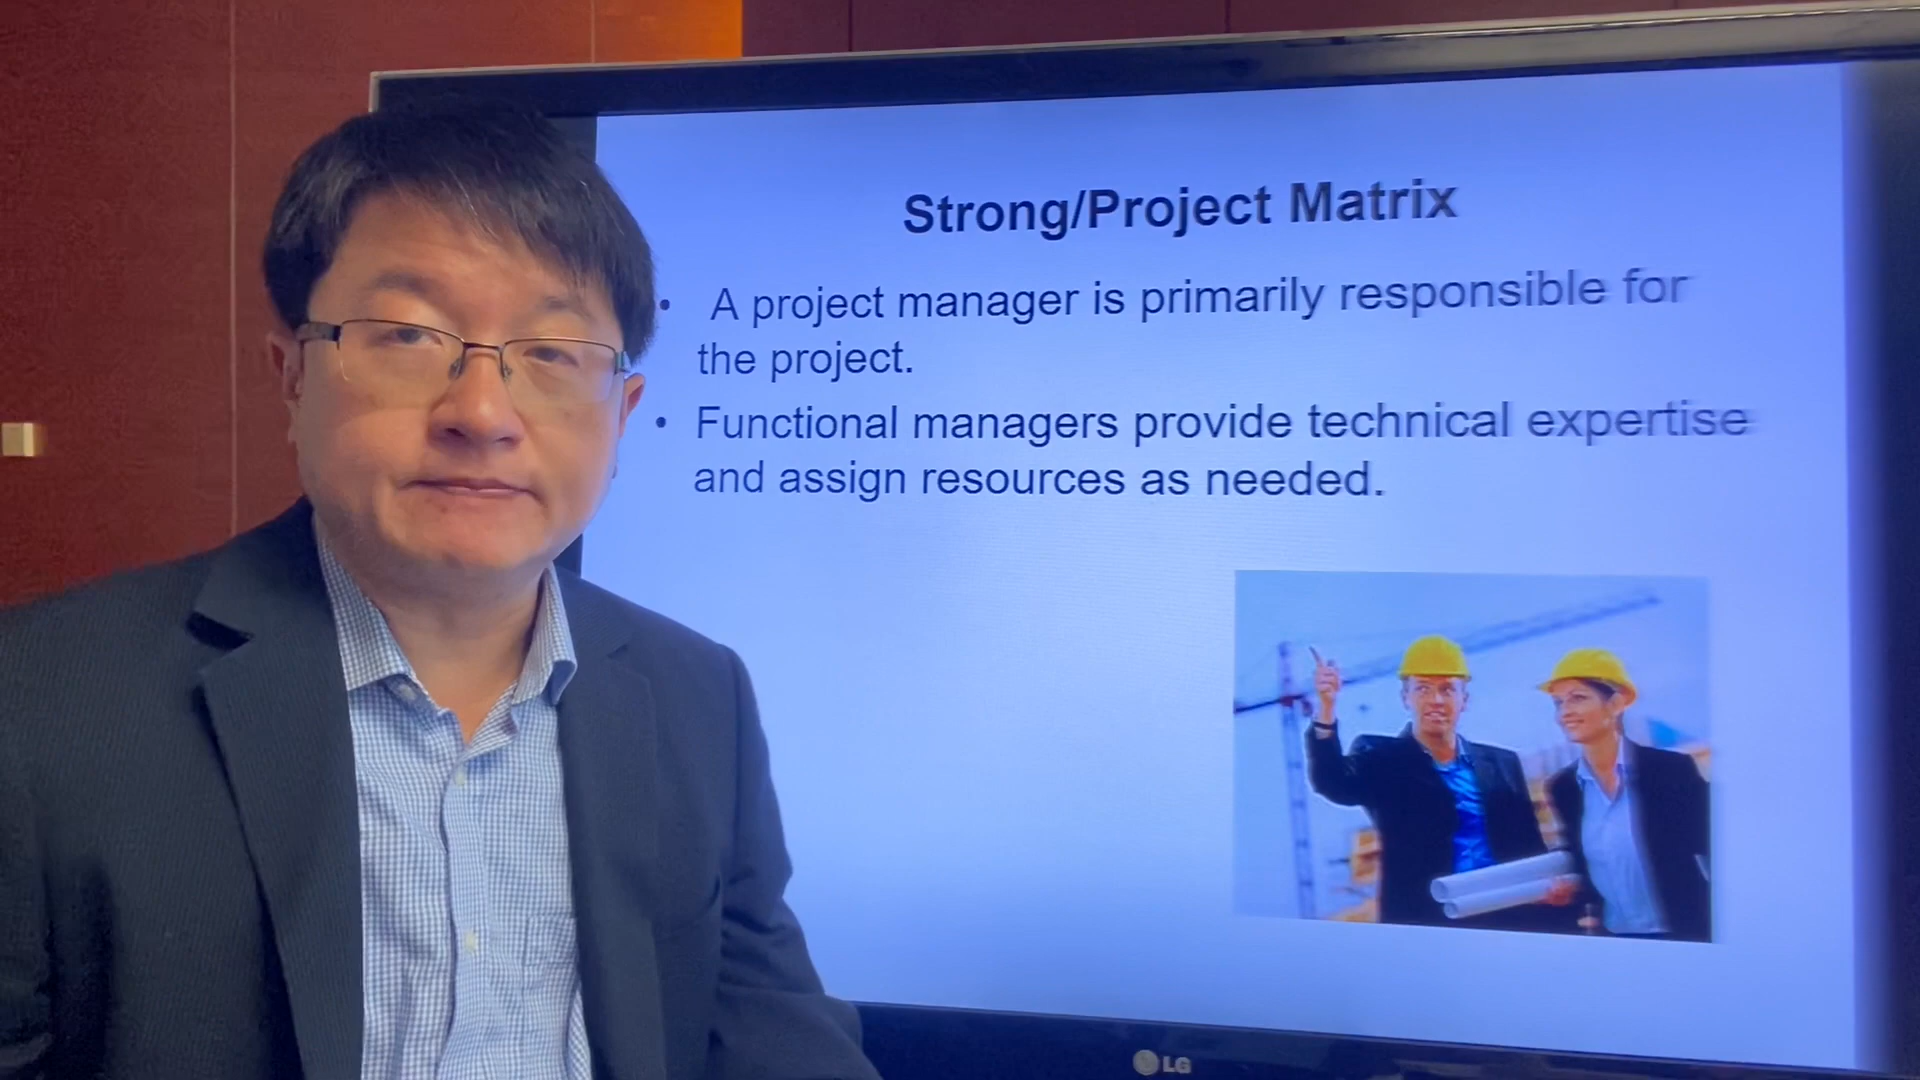 Strong/Project Matrix
• A project manager is primarily responsible for
the project.
• Functional managers provide technical expertise
and assign resources as needed.
LG